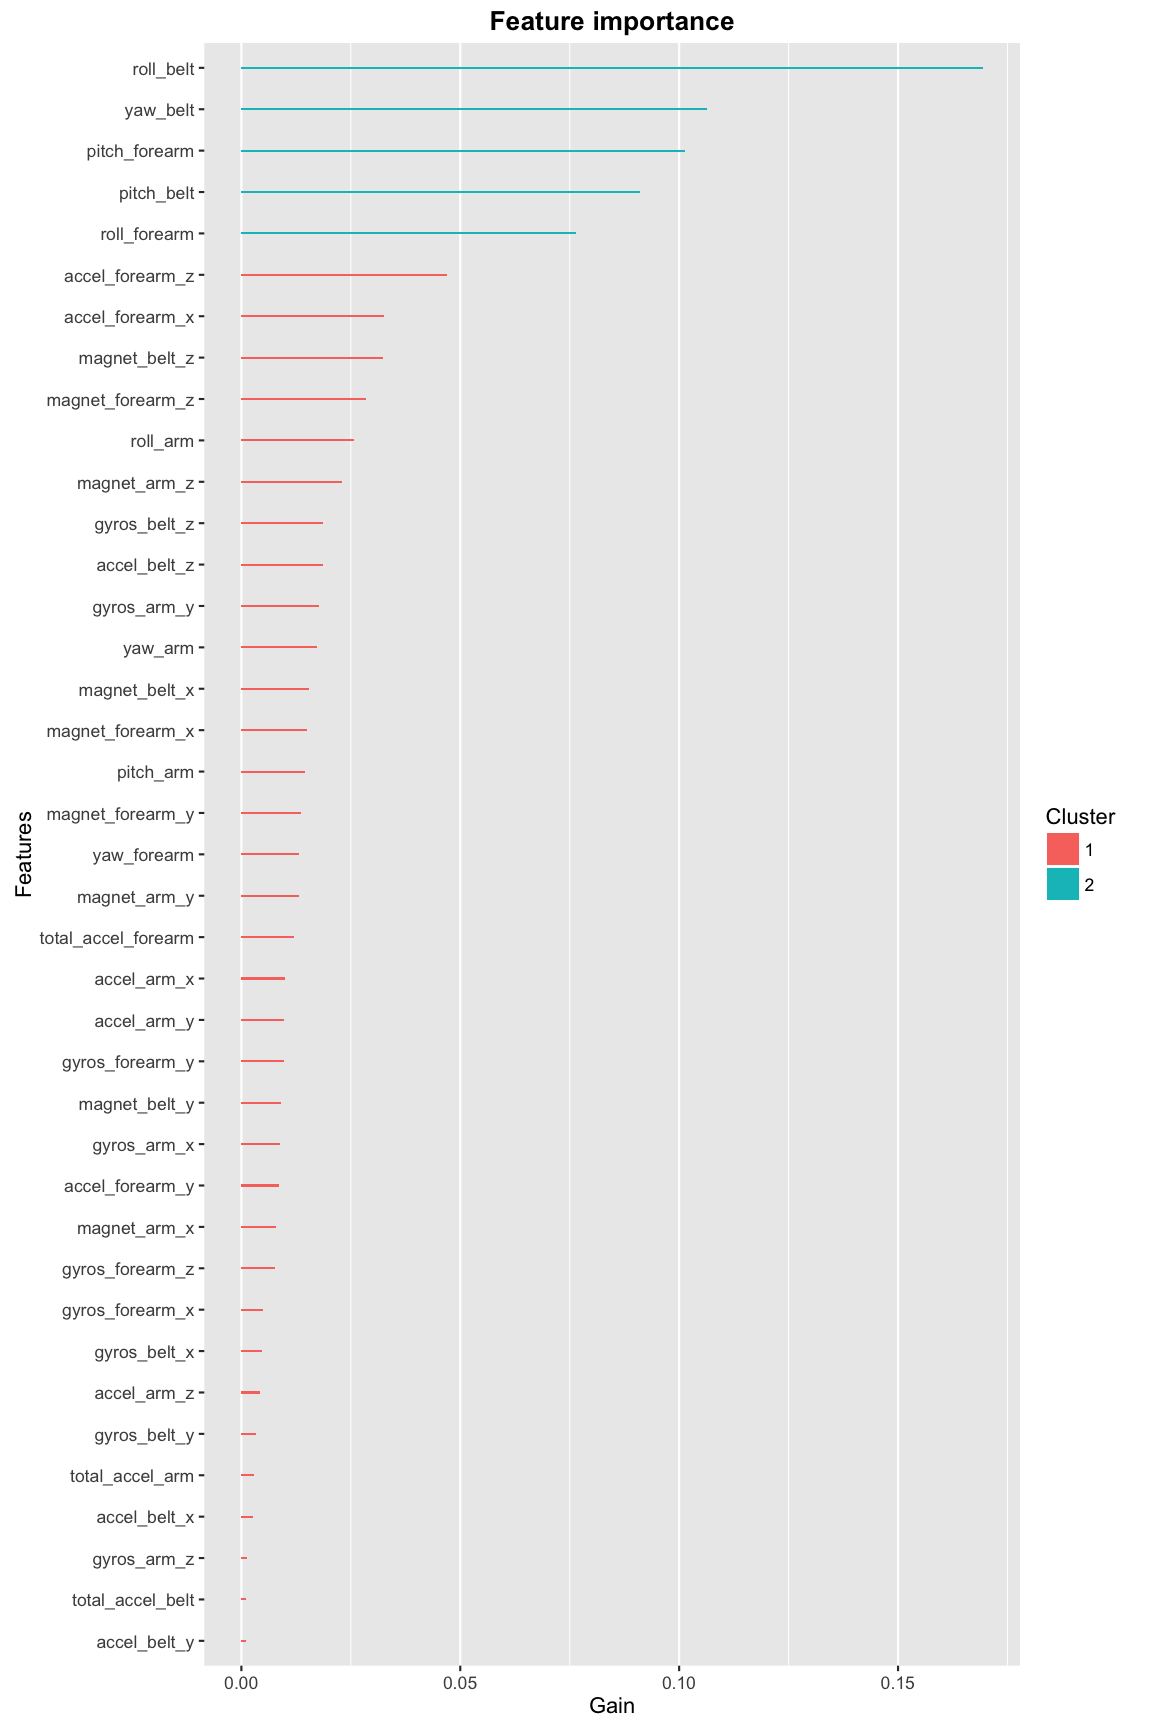 Feature importance
roll_belt
yaw_belt
pitch_forearm
pitch_belt
roll_forearm
accel_forearm_z
accel_forearm_x
magnet_belt_z
magnet_forearm_z
roll_arm
magnet_arm_z
gyros_belt_z
accel_belt_z
gyros_arm_y
yaw_arm
magnet_belt_x
magnet_forearm_x
pitch_arm
magnet_forearm_y
yaw_forearm
magnet_arm_y
total_accel_forearm
accel_arm_x
accel_arm_y
gyros_forearm_y
magnet_belt_y
gyros_arm_x
accel_forearm_y
magnet_arm_x
gyros_forearm_z
gyros_forearm_x
gyros_belt_x
accel_arm_z
gyros_belt_y
total_accel_arm
accel_belt_x
gyros_arm_z
total_accel_belt
accel_belt_y
Features
0.00 0.05 0.10 0.15
Gain
Cluster
1
2